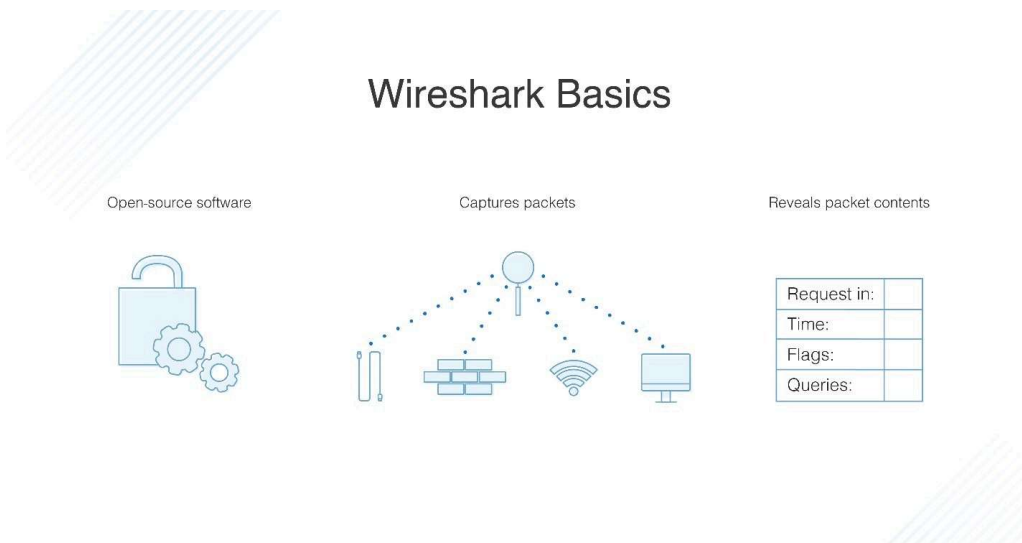 Wireshark Basics
Open-source software
Captures packets
Reveals packet contents
Request in:
Time:
Flags:
Queries: